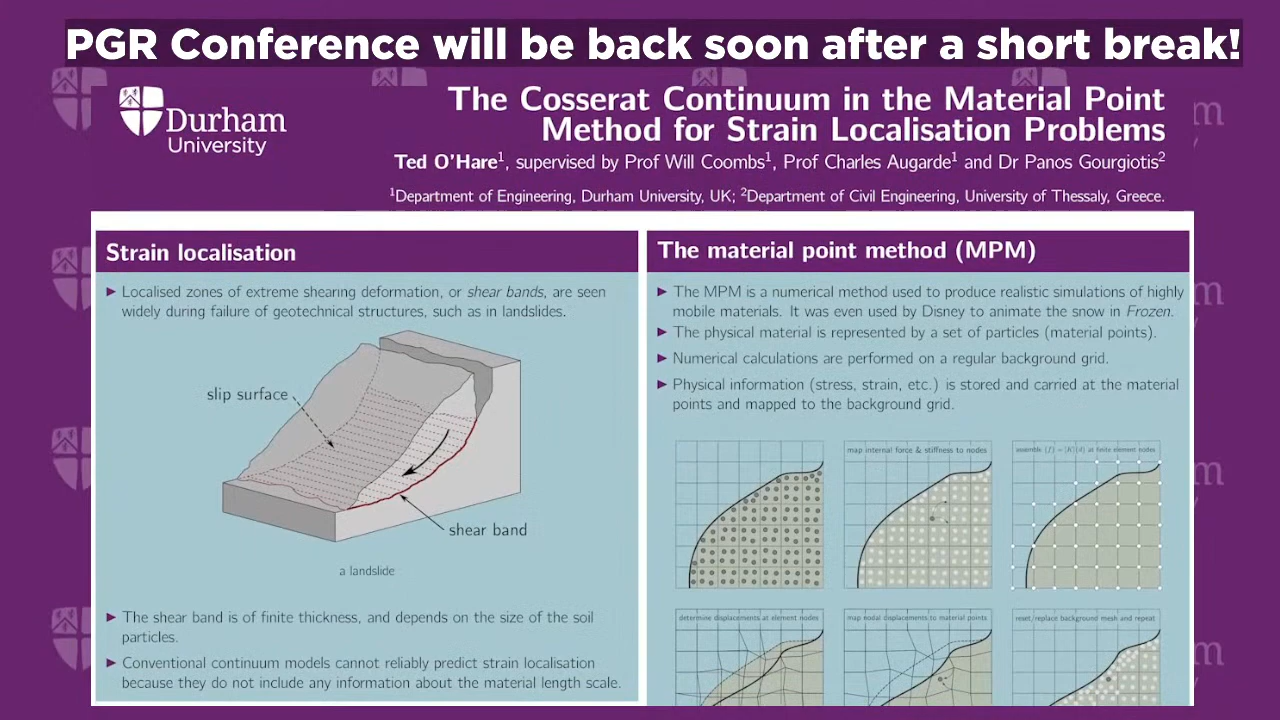 PGR Conference will be back soon after a short break!
Durham
University
The Cosserat Continuum in the Material Point
Method for Strain Localisation Problems
Ted O'Hare¹, supervised by Prof Will Coombs¹, Prof Charles Augarde¹ and Dr Panos Gourgiotis²
¹Department of Engineering, Durham University, UK; ²Department of Civil Engineering, University of Thessaly, Greece.
Strain localisation
▶ Localised zones of extreme shearing deformation, or shear bands, are seen
widely during failure of geotechnical structures, such as in landslides.
slip surface
shear band
a landslide
▶ The shear band is of finite thickness, and depends on the size of the soil
particles.
▶ Conventional continuum models cannot reliably predict strain localisation
because they do not include any information about the material length scale.
The material point method (MPM)
▶ The MPM is a numerical method used to produce realistic simulations of highly
mobile materials. It was even used by Disney to animate the snow in Frozen.
▶ The physical material is represented by a set of particles (material points).
▶ Numerical calculations are performed on a regular background grid.
▶ Physical information (stress, strain, etc.) is stored and carried at the material
points and mapped to the background grid.
map internal force & stiffness to nodes
assemble {f} = [K]{d} at finite element nodes
determine displacements at element nodes
map nodal displacements to material points
reset/replace background mesh and repeat